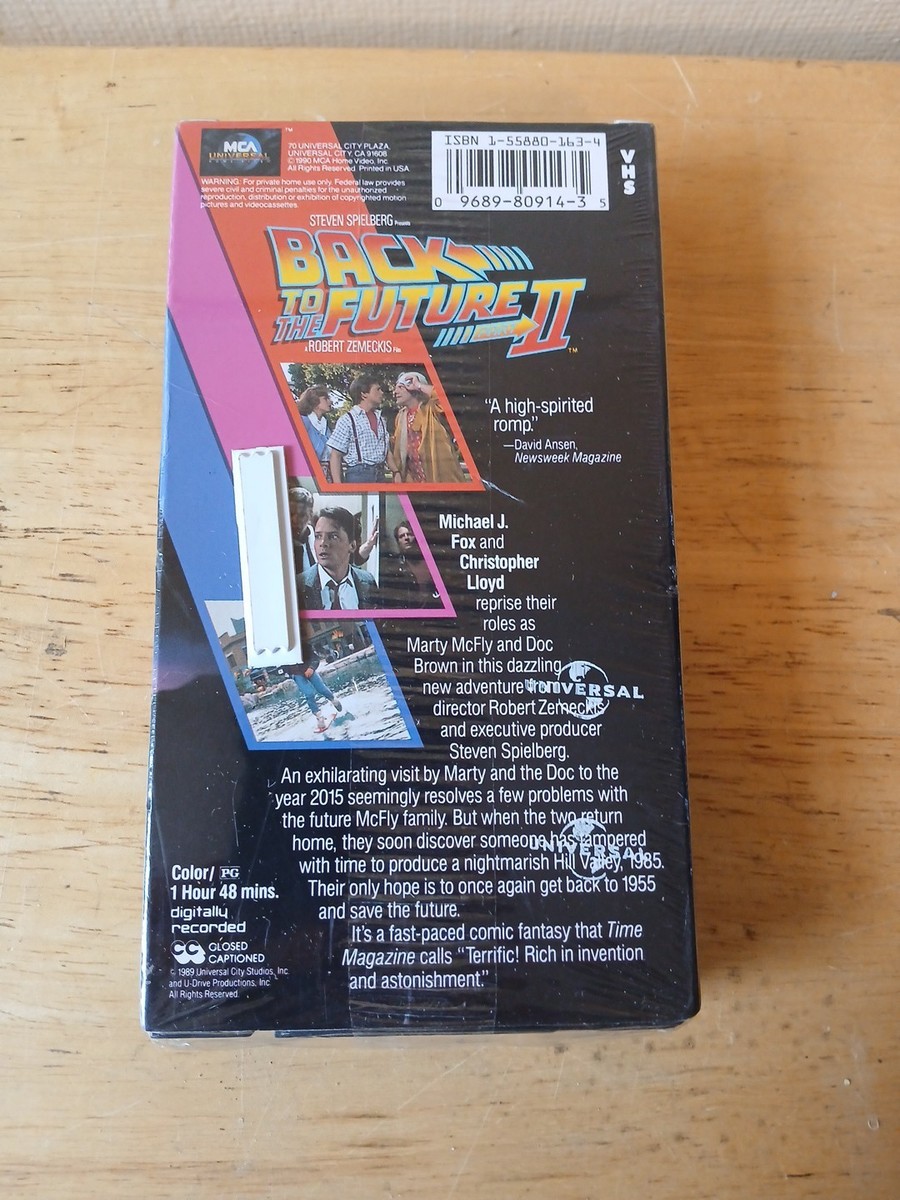 MCA
UNIVERSAL
™
70 UNIVERSAL CITY PLAZA,
UNIVERSAL CITY, CA 91608
© 1990 MCA Home Video, Inc.
All Rights Reserved. Printed in USA.
WARNING: For private home use only. Federal law provides
severe civil and criminal penalties for the unauthorized
reproduction, distribution or exhibition of copyrighted motion
pictures and videocassettes.
ISBN 1-55880-163-4
0 9689-80914-3 5
VHS
STEVEN SPIELBERG Presents
BACK
TO
THE FUTURE
PART II
™
A ROBERT ZEMECKIS Film
“A high-spirited
romp.”
—David Ansen,
Newsweek Magazine
Michael J.
Fox and
Christopher
Lloyd
reprise their
roles as
Marty McFly and Doc
Brown in this dazzling
new adventure from
director Robert Zemeckis
and executive producer
Steven Spielberg.
UNIVERSAL
An exhilarating visit by Marty and the Doc to the
year 2015 seemingly resolves a few problems with
the future McFly family. But when the two return
home, they soon discover someone has tampered
with time to produce a nightmarish Hill Valley, 1985.
Their only hope is to once again get back to 1955
and save the future.
UNIVERSAL
It's a fast-paced comic fantasy that Time
Magazine calls “Terrific! Rich in invention
and astonishment.”
Color/ PG
1 Hour 48 mins.
digitally
recorded
CC CLOSED
CAPTIONED
© 1989 Universal City Studios, Inc.
and U-Drive Productions, Inc.
All Rights Reserved.